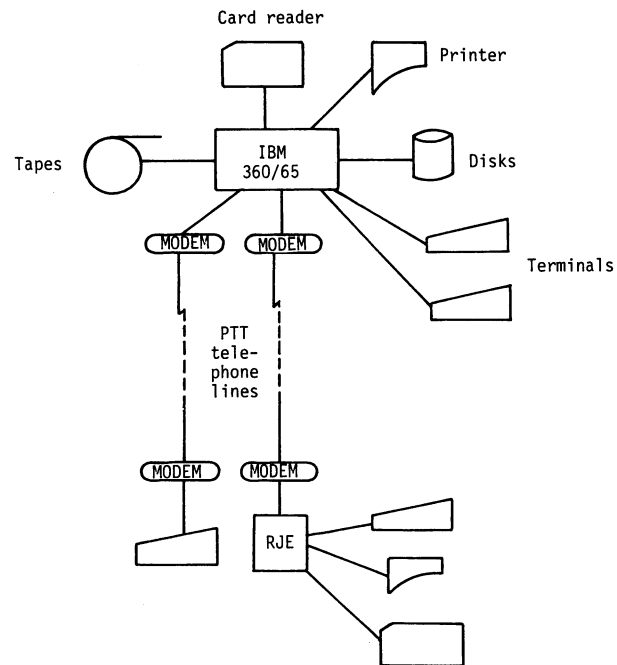 Card reader
Printer
IBM
360/65
Tapes
Disks
MODEM
MODEM
Terminals
PTT
tele-
phone
lines
MODEM
MODEM
RJE